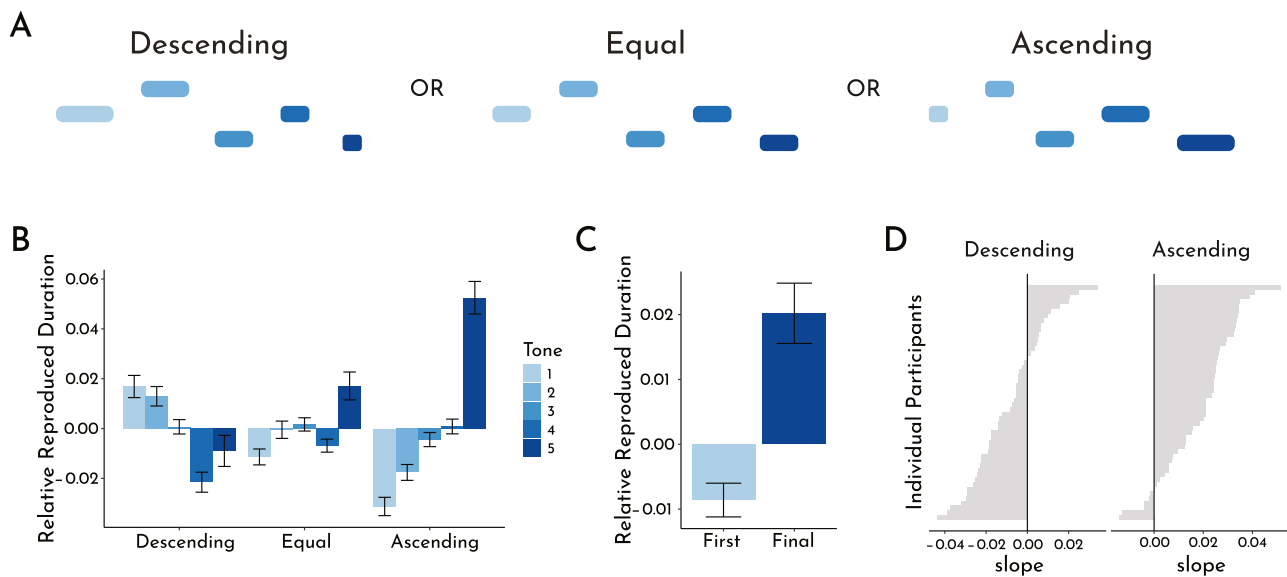 A
Descending
Equal
Ascending
OR
OR
B
Relative Reproduced Duration
0.06
0.04
0.02
0.00
-0.02
Descending
Equal
Ascending
Tone
1
2
3
4
5
C
Relative Reproduced Duration
0.02
0.01
0.00
-0.01
First
Final
D
Descending
Ascending
Individual Participants
-0.04
-0.02
0.00
0.02
slope
0.00
0.02
0.04
slope